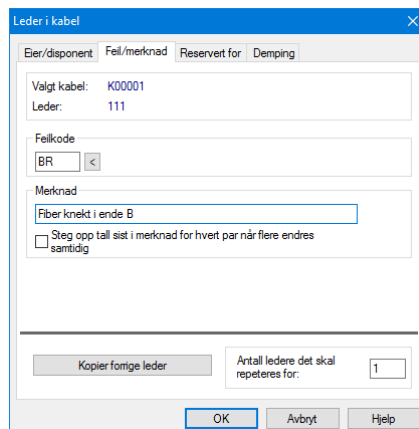 Leder i kabel
Eier/disponent Feil/merknad Reservert for Demping
Valgt kabel: K00001
Leder: 111
Feilkode
BR <
Merknad
Fiber knekt i ende B
Steg opp tall sist i merknad for hvert par når flere endres
samtidig
Kopier forrige leder
Antall ledere det skal
repeteres for: 1
OK Avbryt Hjelp